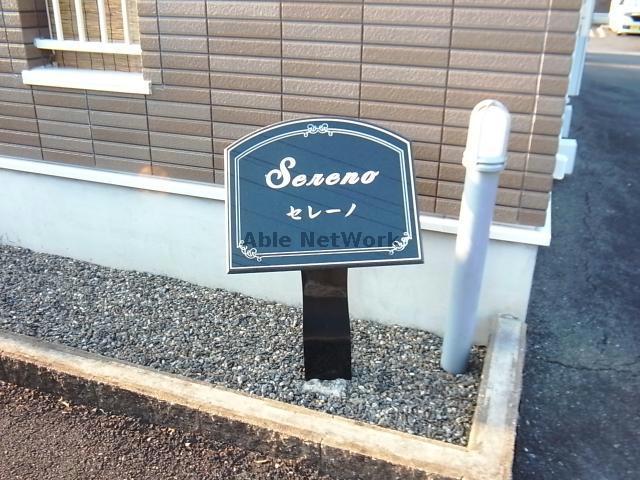 Sereno
セレーノ
Able NetWork